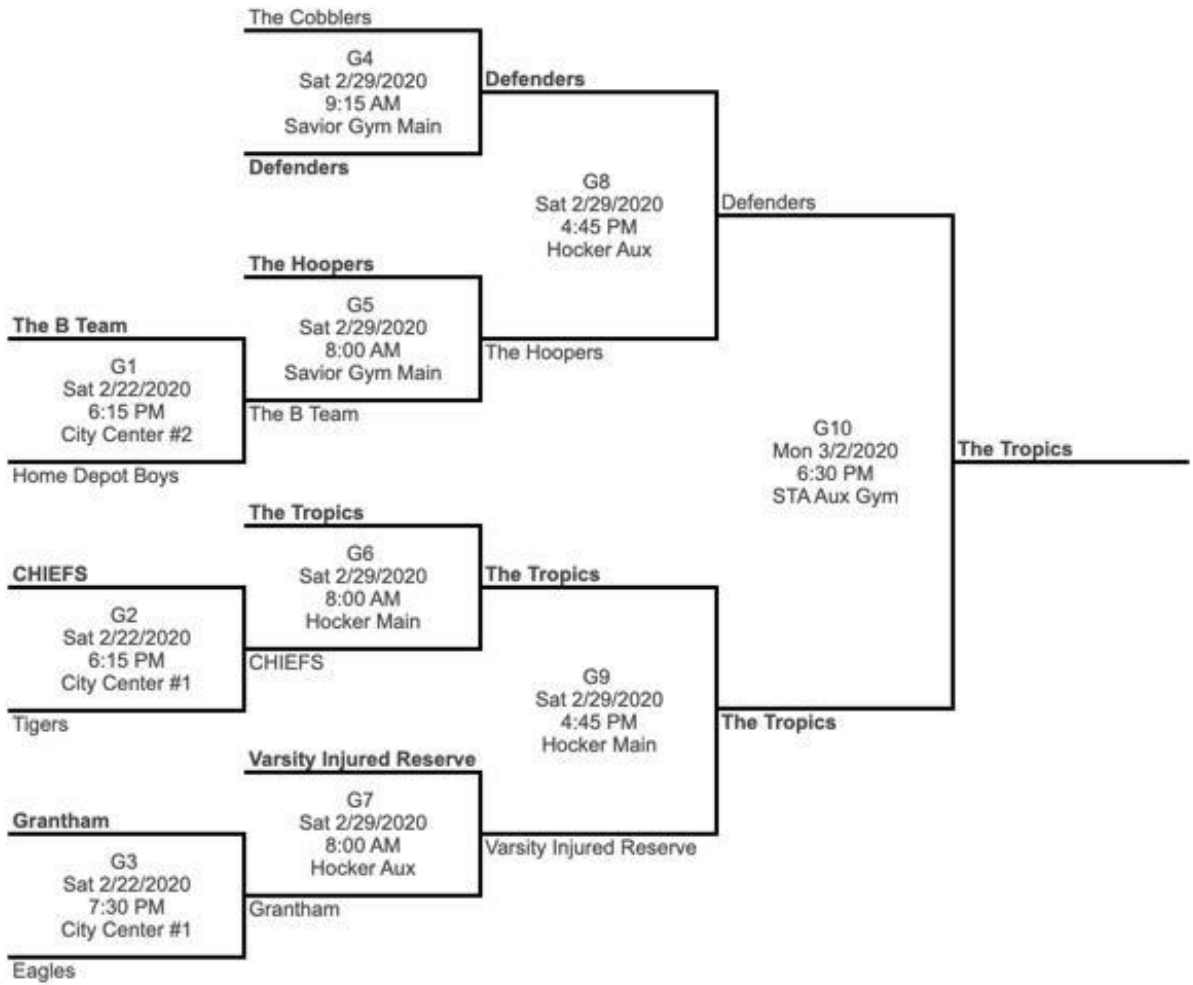 The Cobblers
G4
Sat 2/29/2020
9:15 AM
Savior Gym Main
Defenders
Defenders
G8
Sat 2/29/2020
4:45 PM
Hocker Aux
Defenders
The Hoopers
G5
Sat 2/29/2020
8:00 AM
Savior Gym Main
The Hoopers
The B Team
G1
Sat 2/22/2020
6:15 PM
City Center #2
The B Team
Home Depot Boys
G10
Mon 3/2/2020
6:30 PM
STA Aux Gym
The Tropics
The Tropics
G6
Sat 2/29/2020
8:00 AM
Hocker Main
The Tropics
CHIEFS
G2
Sat 2/22/2020
6:15 PM
City Center #1
CHIEFS
Tigers
G9
Sat 2/29/2020
4:45 PM
Hocker Main
The Tropics
Varsity Injured Reserve
G7
Sat 2/29/2020
8:00 AM
Hocker Aux
Varsity Injured Reserve
Grantham
G3
Sat 2/22/2020
7:30 PM
City Center #1
Grantham
Eagles